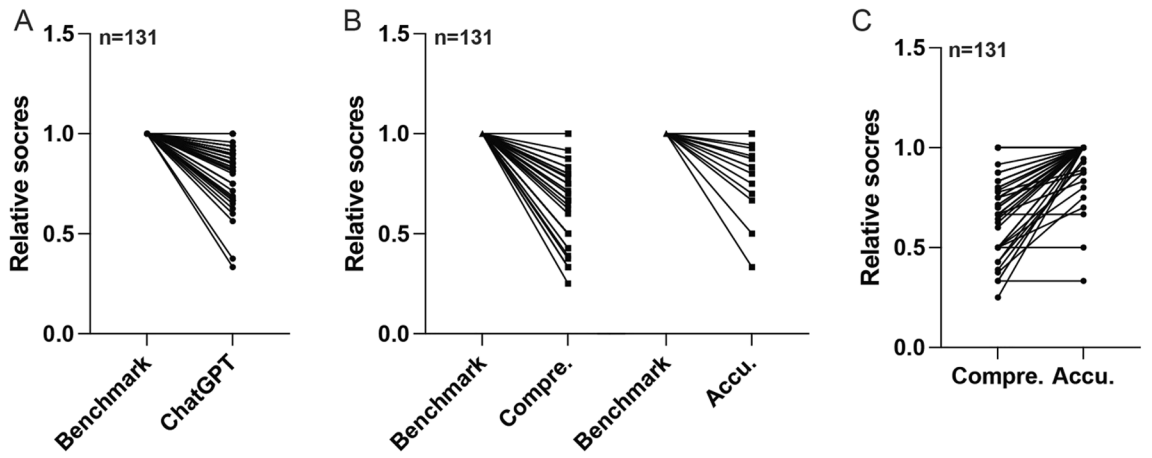 A
n=131
Relative socres
1.5
1.0
0.5
0.0
Benchmark
ChatGPT
B
n=131
Relative socres
1.5
1.0
0.5
0.0
Benchmark
Compre.
Benchmark
Accu.
C
n=131
Relative socres
1.5
1.0
0.5
0.0
Compre. Accu.